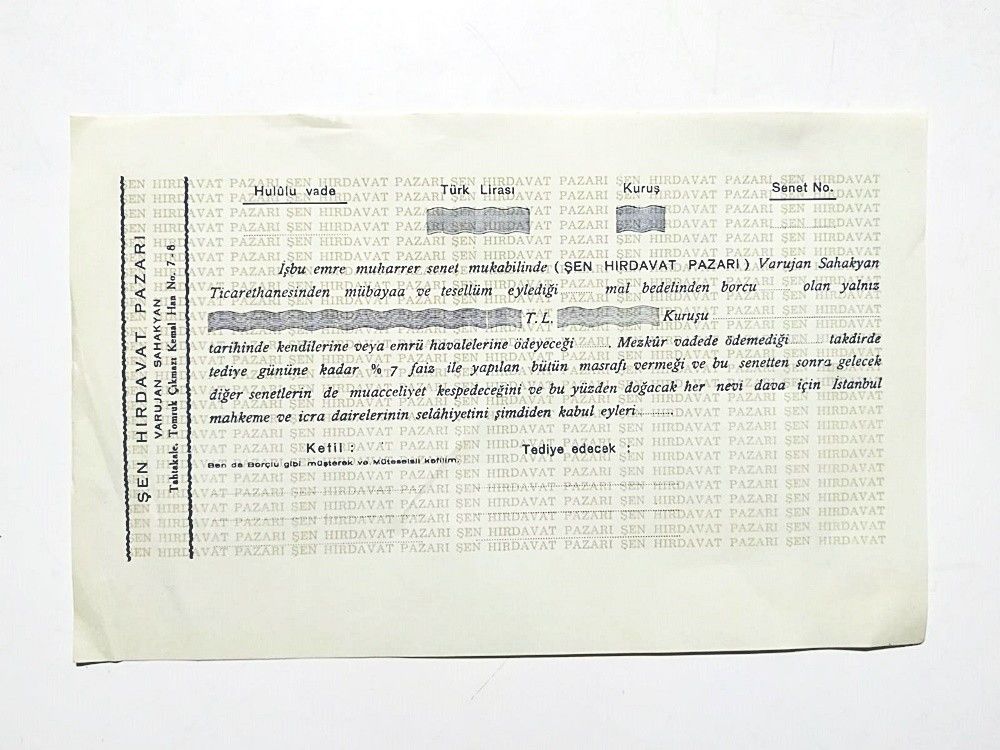 ŞEN HIRDAVAT PAZARI
VARUJAN SAHAKYAN
Tahtakale, Tomruk Çıkmazı Kemal Han No. 7-8
Hulûlu vade Türk Lirası Kuruş Senet No.
İşbu emre muharrer senet mukabilinde (ŞEN HIRDAVAT PAZARI) Varujan Sahakyan
Ticarethanesinden mübayaa ve tesellüm eylediği mal bedelinden borcu olan yalnız
T. L. Kuruşu
tarihinde kendilerine veya emrü havalelerine ödeyeceği . Mezkûr vadede ödemediği takdirde
tediye gününe kadar % 7 faiz ile yapılan bütün masrafı vermeği ve bu senetten sonra gelecek
diğer senetlerin de muacceliyet kespedeceğini ve bu yüzden doğacak her nevi dava için İstanbul
mahkeme ve icra dairelerinin selâhiyetini şimdiden kabul eyleri
Kefil : Tediye edecek :
Ben de Borçlu gibi müşterek ve Müteselsil kefilim.